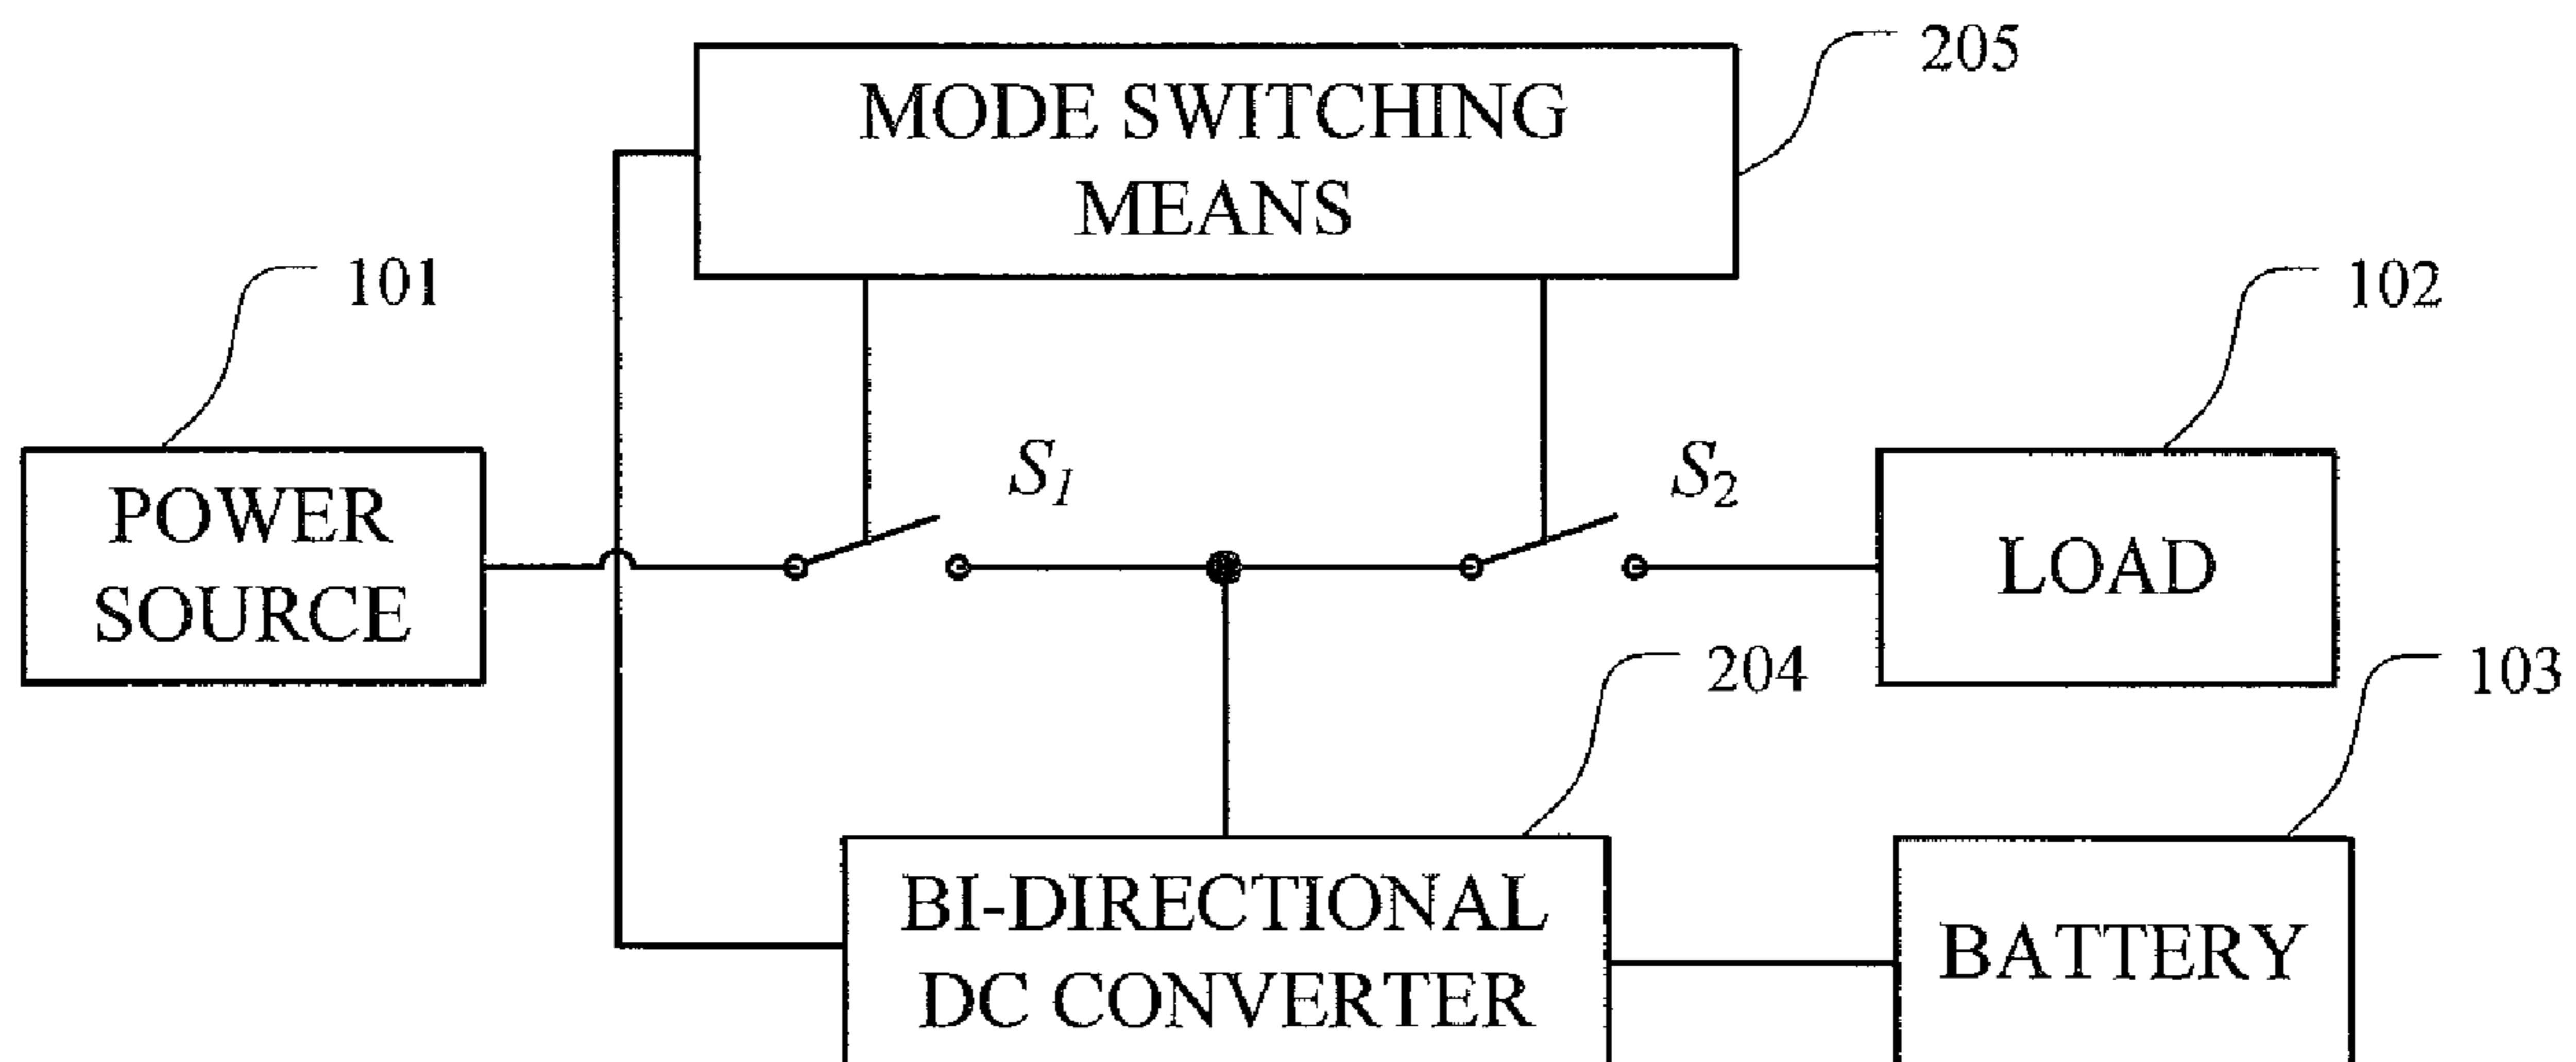 205
MODE SWITCHING
MEANS
101
102
S1
S2
POWER
SOURCE
LOAD
204
103
BI-DIRECTIONAL
DC CONVERTER
BATTERY